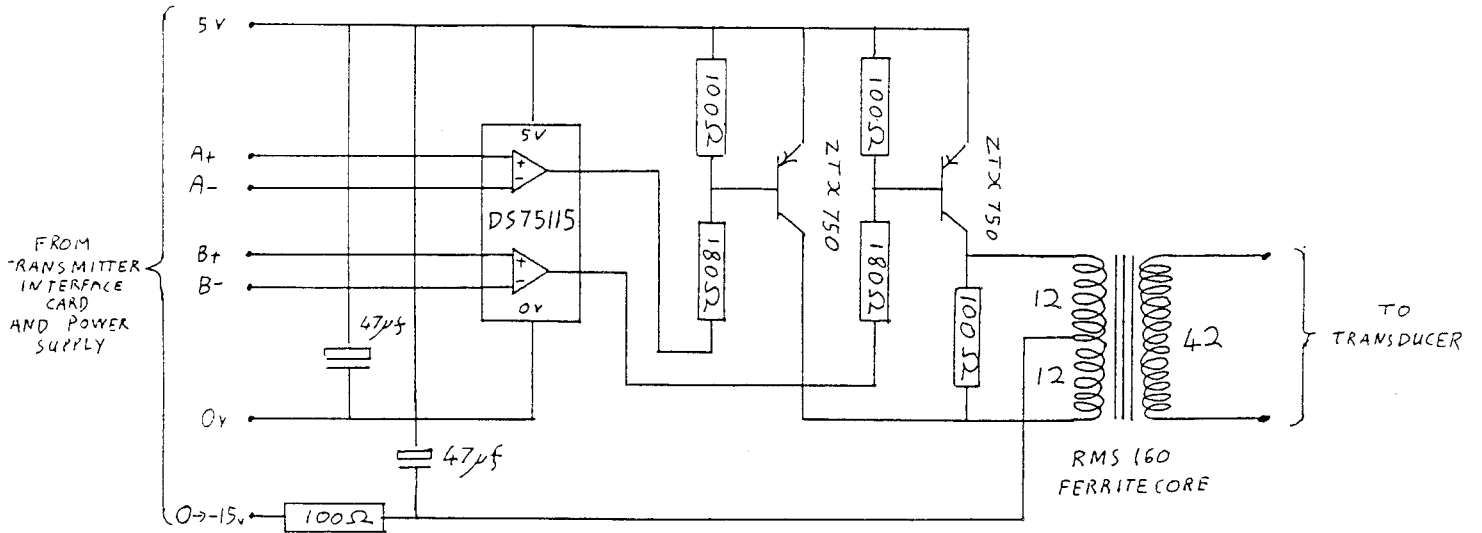 5V
A+
A-
B+
B-
0v
0→-15v
FROM
TRANSMITTER
INTERFACE
CARD
AND POWER
SUPPLY
47μf
47μf
100Ω
5V
+
-
DS75115
+
-
0V
100Ω
180Ω
ZTX 750
100Ω
180Ω
ZTX 750
100Ω
12
12
42
RMS 160
FERRITE CORE
TO
TRANSDUCER